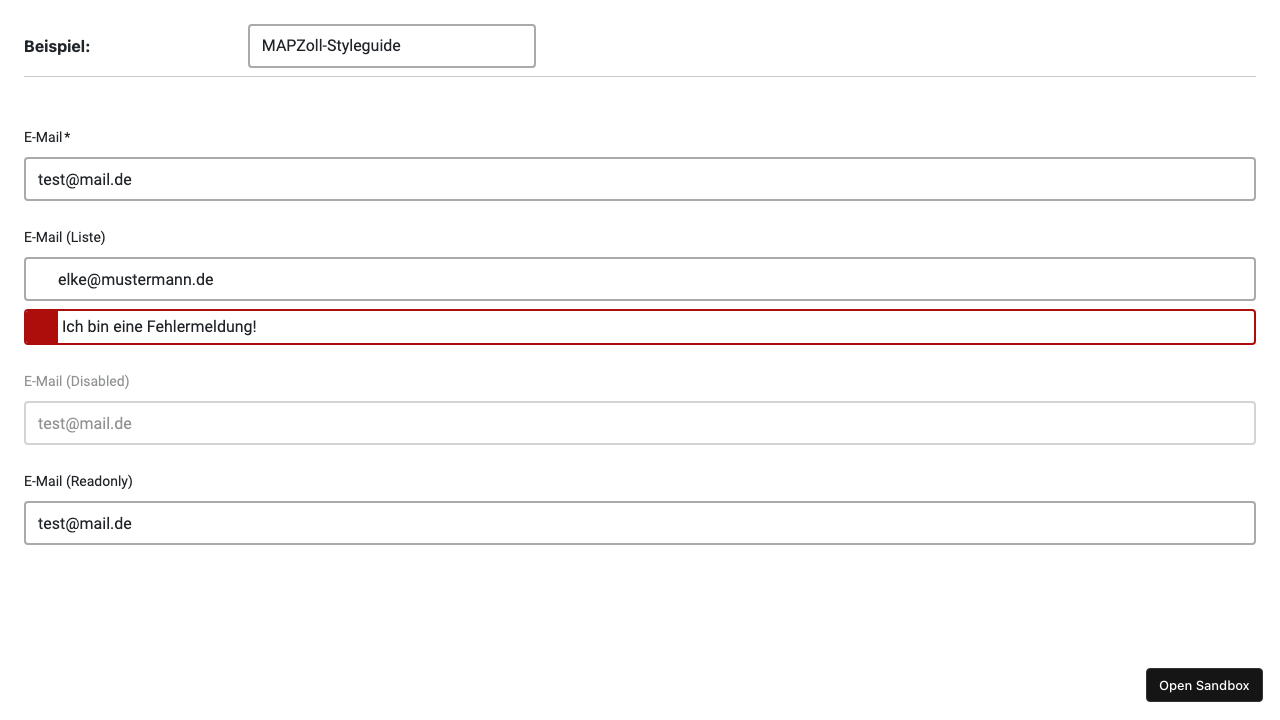 Beispiel:
MAPZoll-Styleguide
E-Mail*
test@mail.de
E-Mail (Liste)
elke@mustermann.de
Ich bin eine Fehlermeldung!
E-Mail (Disabled)
test@mail.de
E-Mail (Readonly)
test@mail.de
Open Sandbox